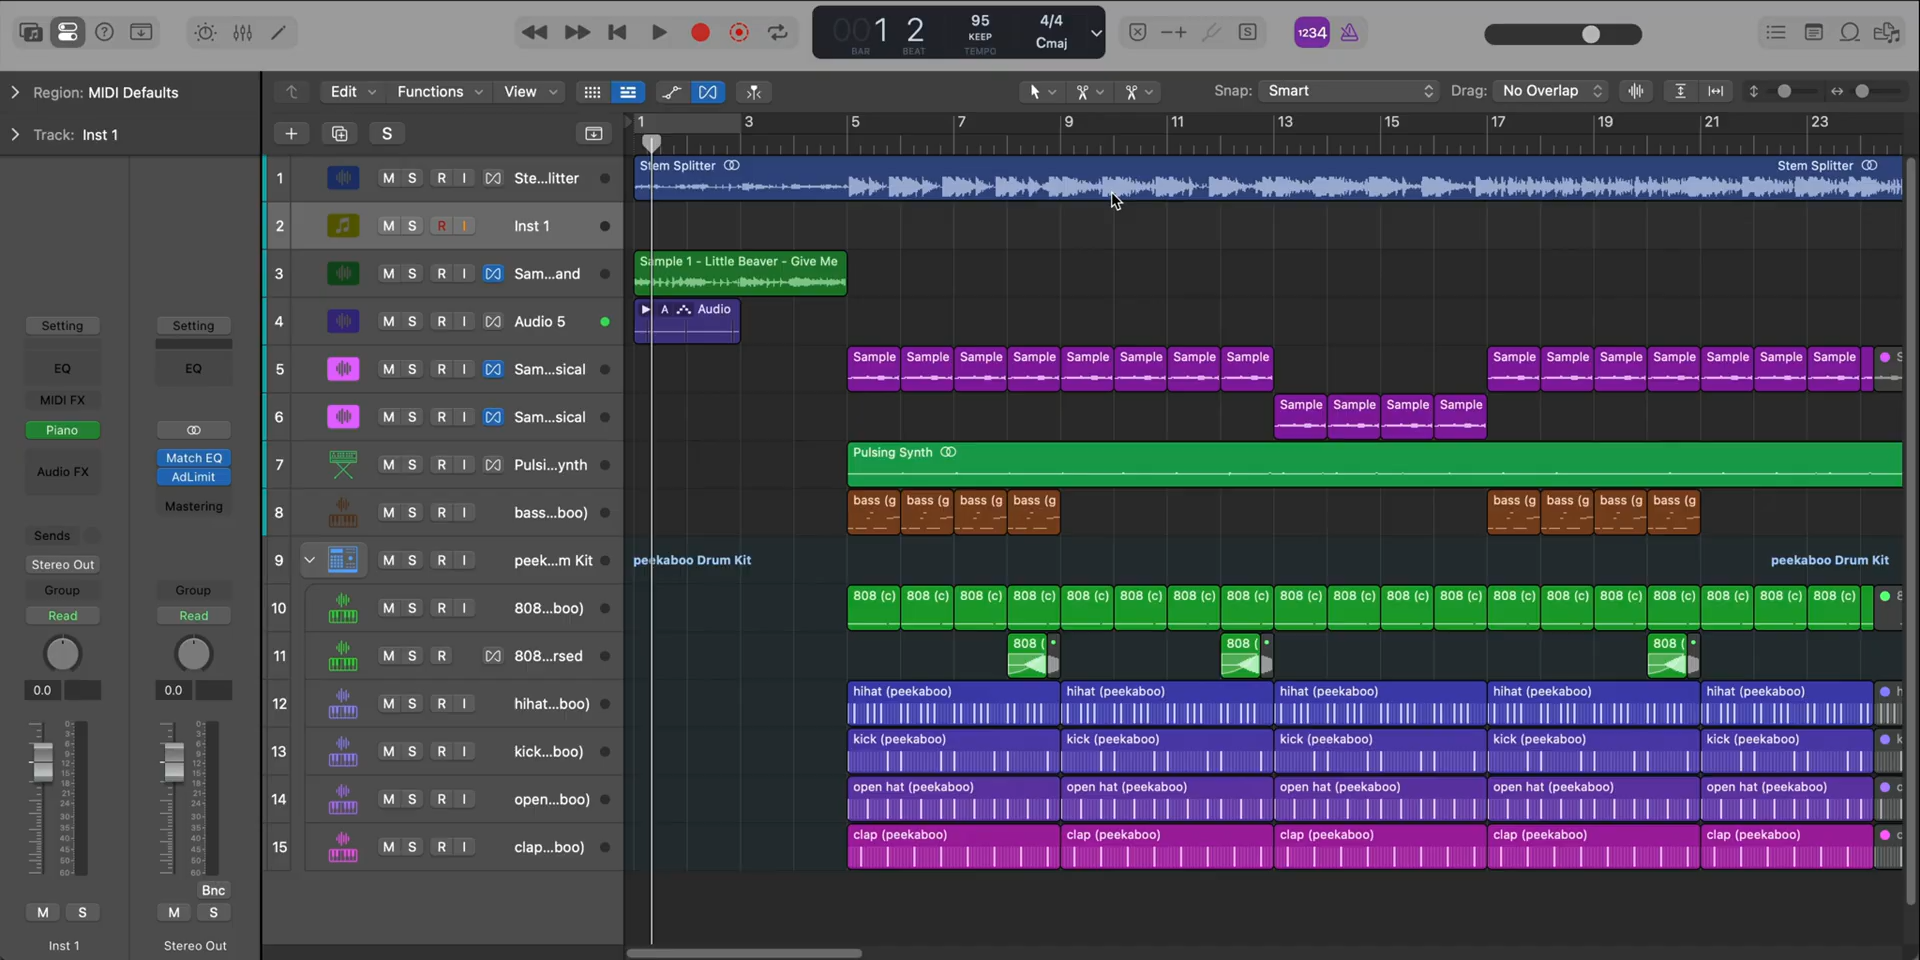 001 2
BAR BEAT
95
KEEP
TEMPO
4/4
Cmaj
1234
S
Region: MIDI Defaults
Track: Inst 1
Edit Functions View
Snap: Smart
Drag: No Overlap
S
1 3 5 7 9 11 13 15 17 19 21 23
1 M S R I Ste...litter
Stem Splitter
Stem Splitter
2 M S R I Inst 1
3 M S R I Sam...and
Sample 1 - Little Beaver - Give Me
4 M S R I Audio 5
A Audio
5 M S R I Sam...sical
Sample Sample Sample Sample Sample Sample Sample Sample Sample Sample Sample Sample Sample Sample Sample
6 M S R I Sam...sical
Sample Sample Sample Sample
7 M S R I Pulsi...ynth
Pulsing Synth
8 M S R I bass...boo)
bass (g bass (g bass (g bass (g bass (g bass (g bass (g bass (g
9 M S R I peek...m Kit
peekaboo Drum Kit
peekaboo Drum Kit
10 M S R I 808...boo)
808 (c) 808 (c) 808 (c) 808 (c) 808 (c) 808 (c) 808 (c) 808 (c) 808 (c) 808 (c) 808 (c) 808 (c) 808 (c) 808 (c) 808 (c) 808 (c) 808 (c) 808 (c) 808 (c)
11 M S R 808...rsed
808 ( 808 ( 808 (
12 M S R I hihat...boo)
hihat (peekaboo) hihat (peekaboo) hihat (peekaboo) hihat (peekaboo) hihat (peekaboo)
13 M S R I kick...boo)
kick (peekaboo) kick (peekaboo) kick (peekaboo) kick (peekaboo) kick (peekaboo)
14 M S R I open...boo)
open hat (peekaboo) open hat (peekaboo) open hat (peekaboo) open hat (peekaboo) open hat (peekaboo)
15 M S R I clap...boo)
clap (peekaboo) clap (peekaboo) clap (peekaboo) clap (peekaboo) clap (peekaboo)
Setting
EQ
MIDI FX
Piano
Audio FX
Sends
Stereo Out
Group
Read
0.0
M S
Inst 1
Setting
EQ
Match EQ
AdLimit
Mastering
Group
Read
0.0
Bnc
M S
Stereo Out